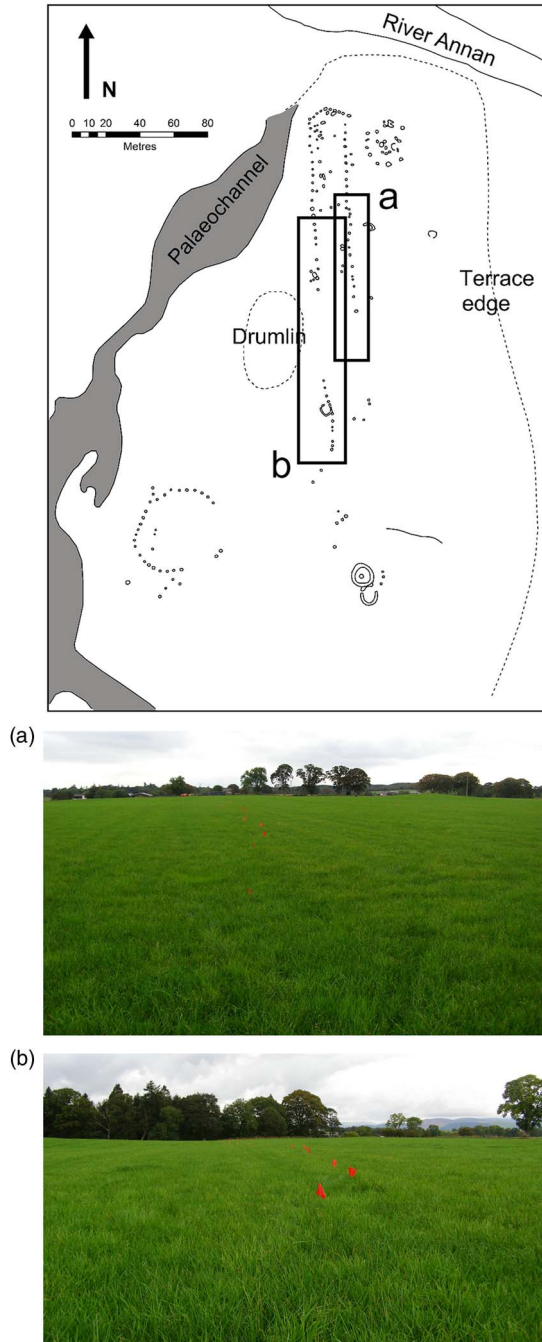 River Annan
N
0 10 20 40 60 80
Metres
Palaeochannel
a
Terrace
edge
Drumlin
b
(a)
(b)